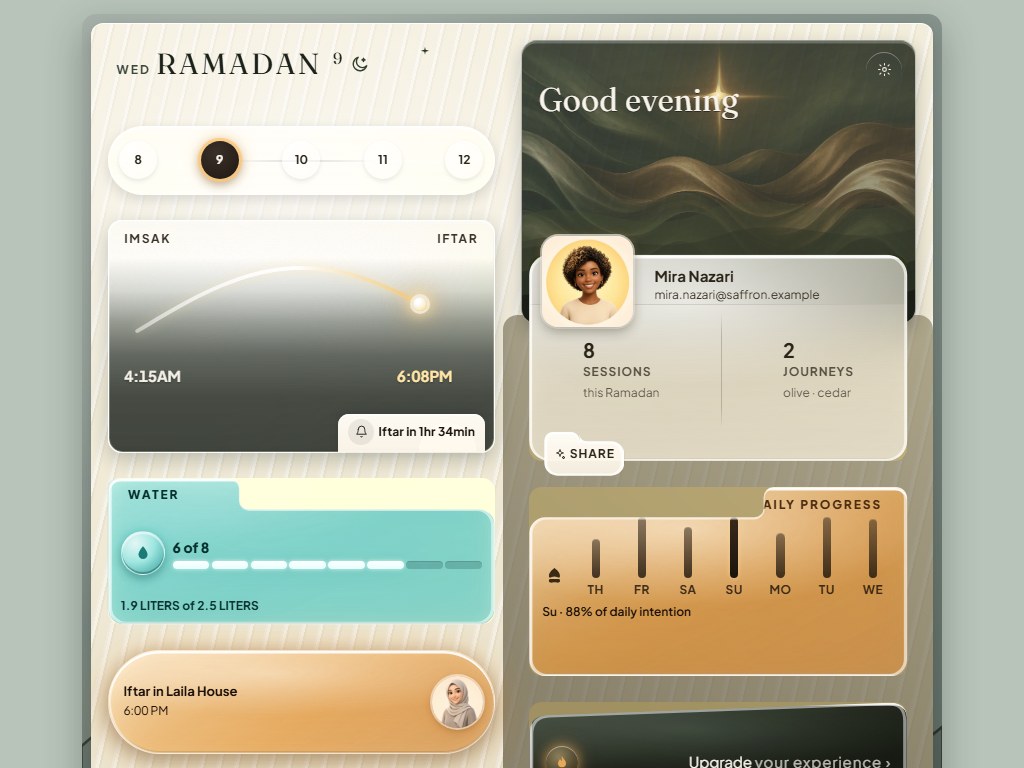 WED RAMADAN 9
8 9 10 11 12
IMSAK IFTAR
4:15AM 6:08PM
Iftar in 1hr 34min
WATER
6 of 8
1.9 LITERS of 2.5 LITERS
Iftar in Laila House
6:00 PM
Good evening
Mira Nazari
mira.nazari@saffron.example
8
SESSIONS
this Ramadan
2
JOURNEYS
olive · cedar
SHARE
AILY PROGRESS
TH FR SA SU MO TU WE
Su · 88% of daily intention
Upgrade your experience ›